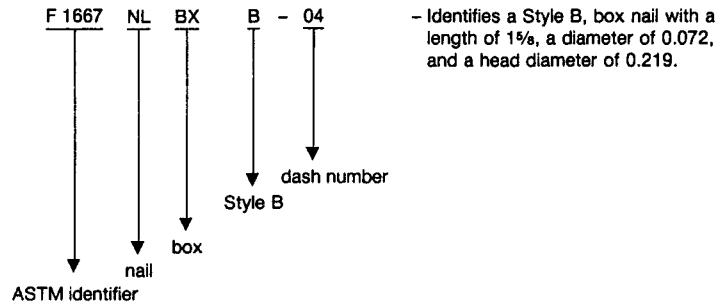 F 1667 NL BX B - 04
– Identifies a Style B, box nail with a
length of 1⅝, a diameter of 0.072,
and a head diameter of 0.219.
dash number
Style B
box
nail
ASTM identifier